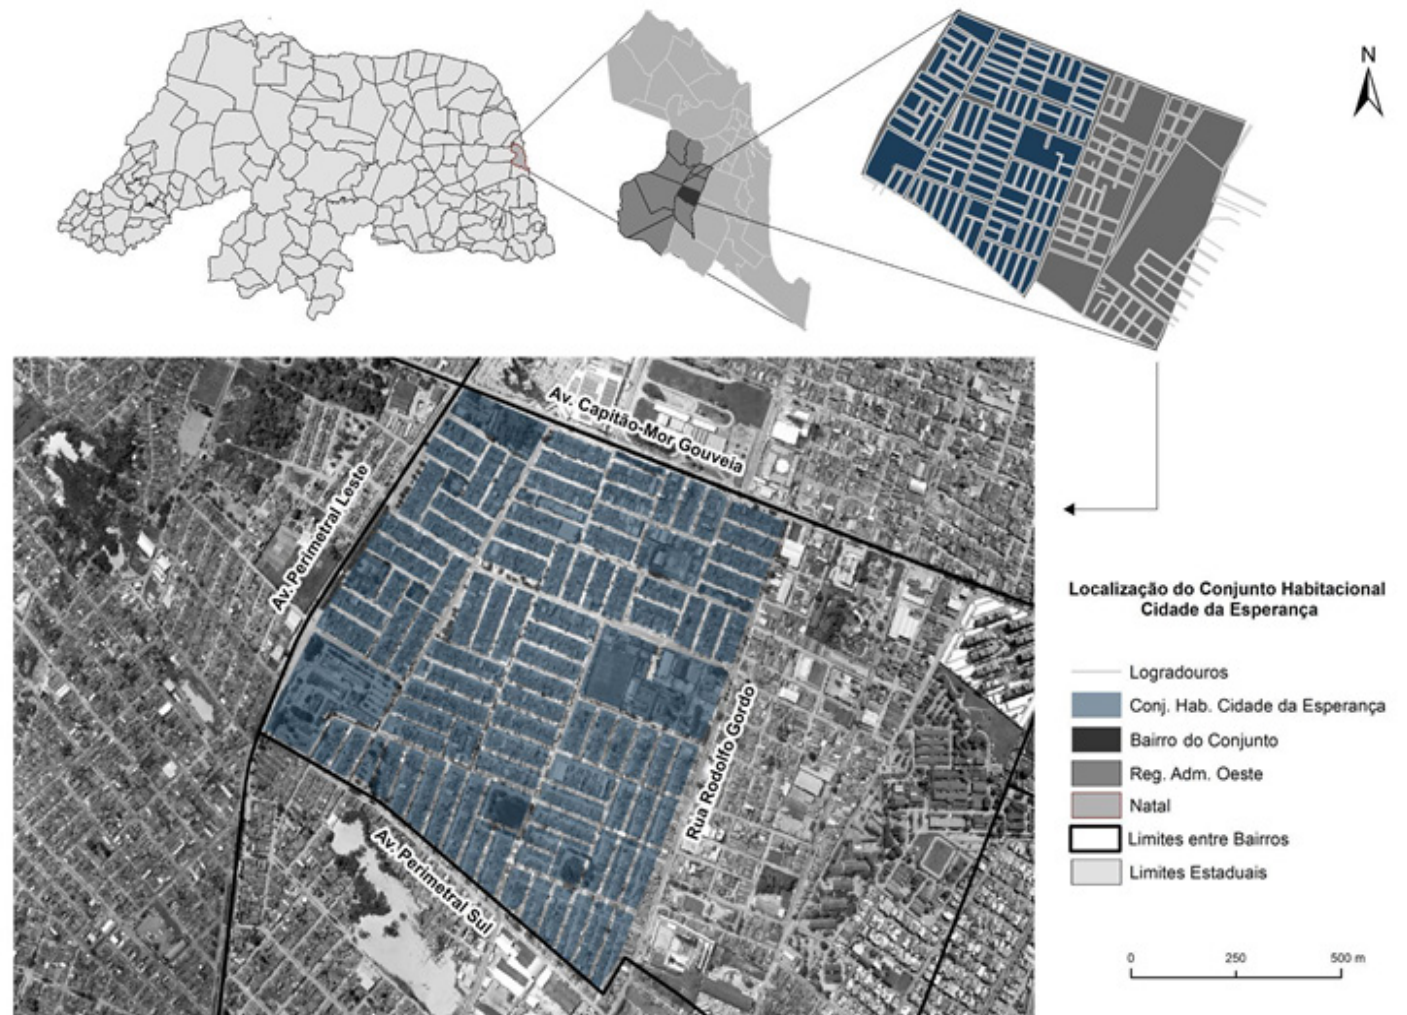 N
Av. Capitão-Mor Gouveia
Av. Perimetral Leste
Rua Rodolfo Gordo
Av. Perimetral Sul
Localização do Conjunto Habitacional
Cidade da Esperança
Logradouros
Conj. Hab. Cidade da Esperança
Bairro do Conjunto
Reg. Adm. Oeste
Natal
Limites entre Bairros
Limites Estaduais
0 250 500 m